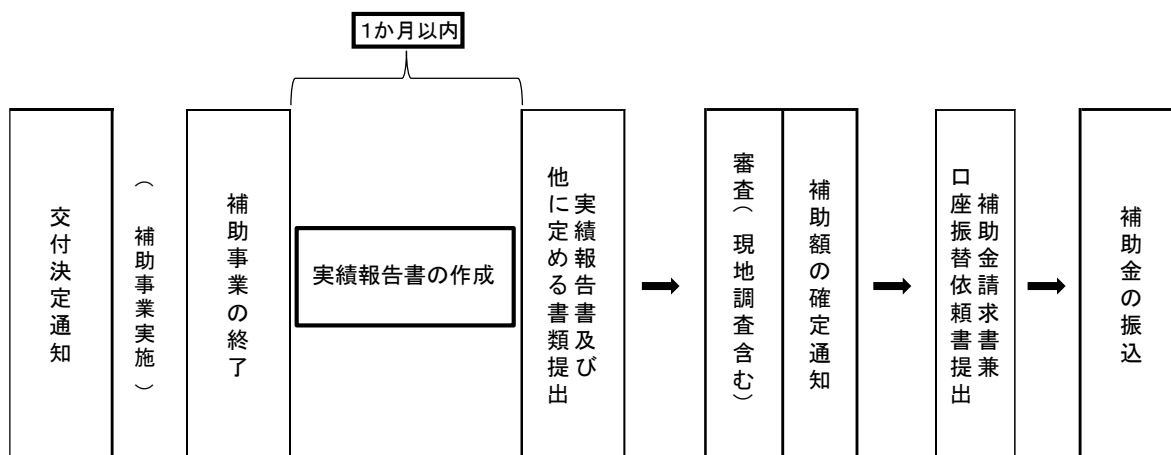 1か月以内
交付決定通知
(補助事業実施)
補助事業の終了
実績報告書の作成
実績報告書及び
他に定める書類提出
審査(現地調査含む)
補助額の確定通知
補助金請求書兼
口座振替依頼書提出
補助金の振込